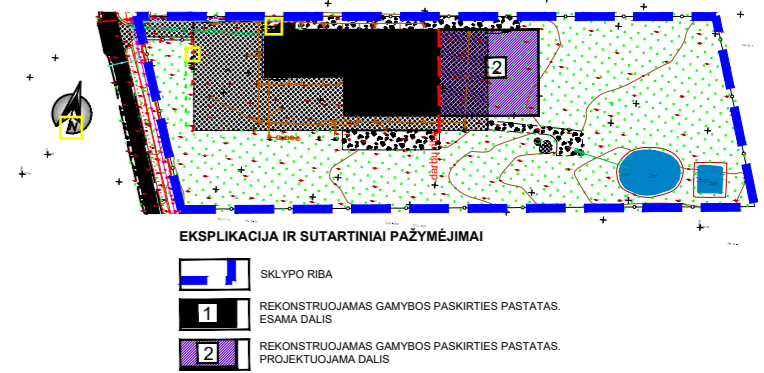 2
N
EKSPLIKACIJA IR SUTARTINIAI PAŽYMĖJIMAI
SKLYPO RIBA
1
REKONSTRUOJAMAS GAMYBOS PASKIRTIES PASTATAS.
ESAMA DALIS
2
REKONSTRUOJAMAS GAMYBOS PASKIRTIES PASTATAS.
PROJEKTUOJAMA DALIS